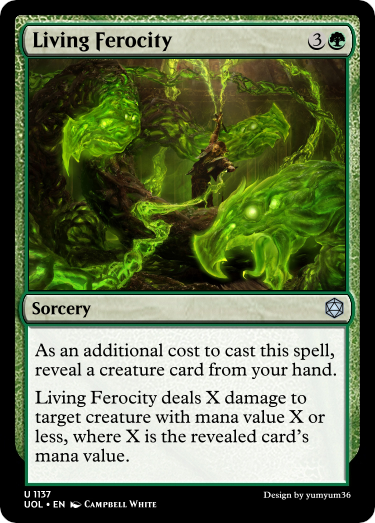 Living Ferocity 3
Sorcery
As an additional cost to cast this spell,
reveal a creature card from your hand.
Living Ferocity deals X damage to
target creature with mana value X or
less, where X is the revealed card's
mana value.
U 1137
UOL • EN Campbell White
Design by yumyum36